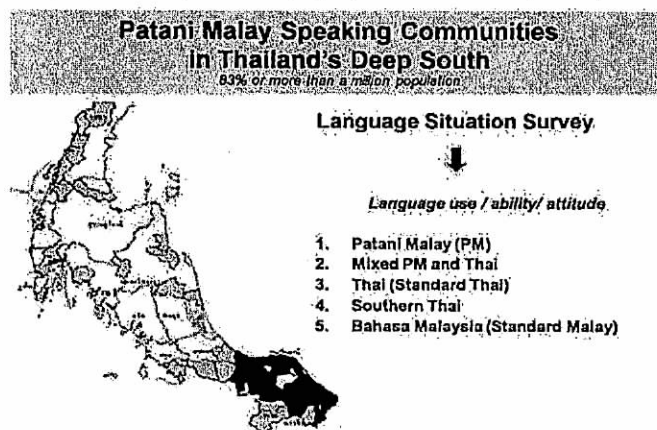 Patani Malay Speaking Communities
in Thailand's Deep South
83% or more than a million population
Language Situation Survey
Language use / ability/ attitude
1. Patani Malay (PM)
2. Mixed PM and Thai
3. Thai (Standard Thai)
4. Southern Thai
5. Bahasa Malaysia (Standard Malay)